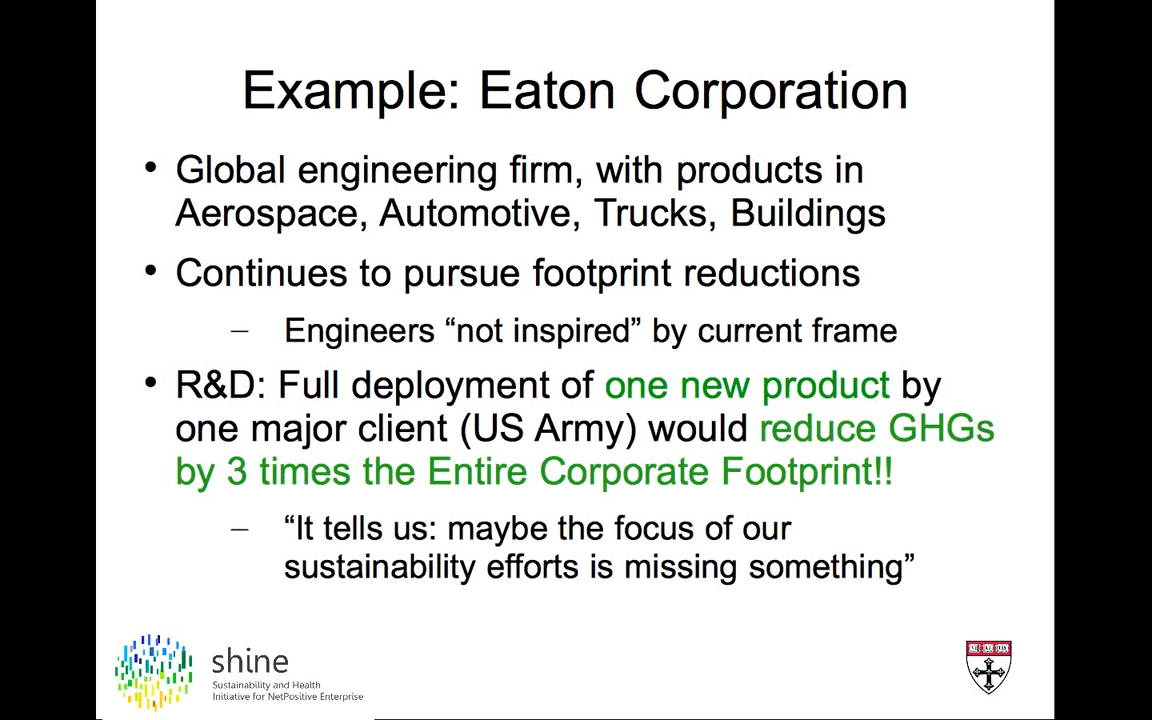 Example: Eaton Corporation
• Global engineering firm, with products in
Aerospace, Automotive, Trucks, Buildings
• Continues to pursue footprint reductions
– Engineers “not inspired” by current frame
• R&D: Full deployment of one new product by
one major client (US Army) would reduce GHGs
by 3 times the Entire Corporate Footprint!!
– “It tells us: maybe the focus of our
sustainability efforts is missing something”
shine
Sustainability and Health
Initiative for NetPositive Enterprise